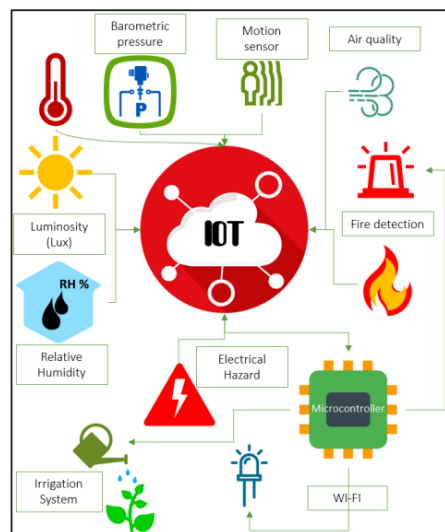 Barometric
pressure
Motion
sensor
Air quality
P
Luminosity
(Lux)
IOT
Fire detection
RH %
Relative
Humidity
Electrical
Hazard
Microcontroller
Irrigation
System
WI-FI